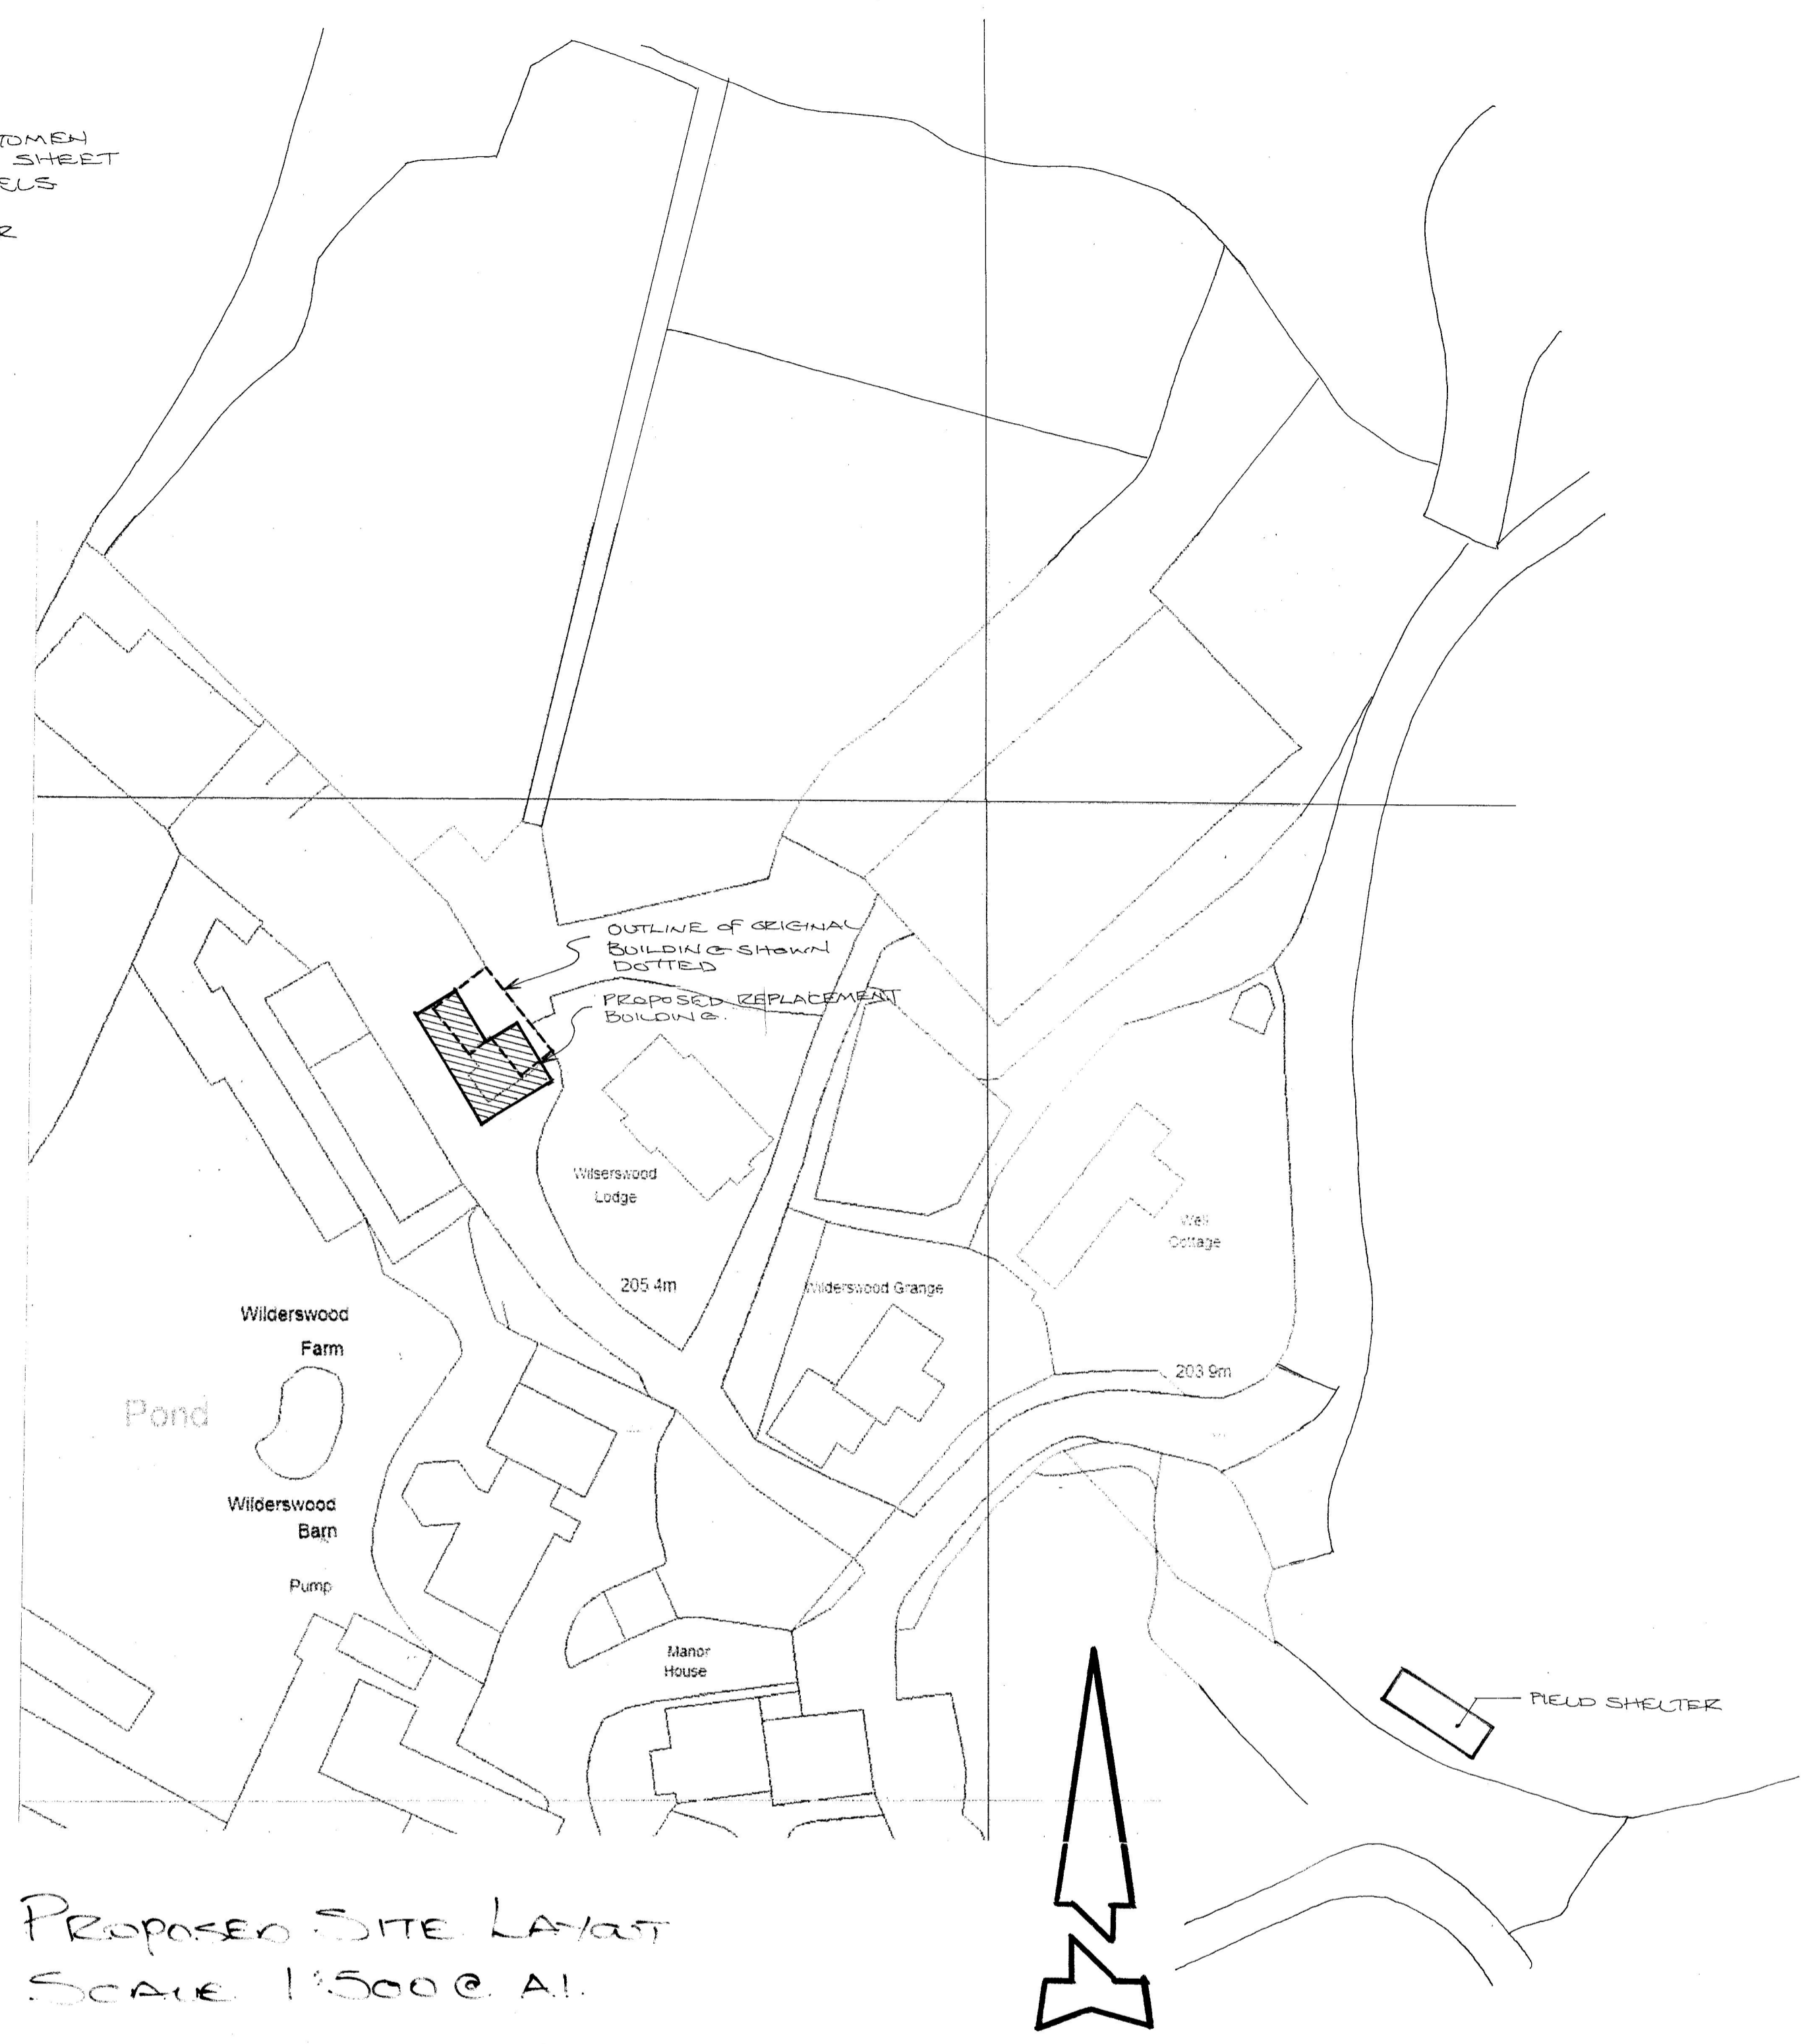 SHEET
OUTLINE OF ORIGINAL
BUILDING SHOWN
DOTTED
PROPOSED REPLACEMENT
BUILDING.
Wilserswood
Lodge
Well
Cottage
205.4m
Wilderswood Grange
Wilderswood
Farm
203.9m
Pond
Wilderswood
Barn
Pump
Manor
House
FIELD SHELTER
PROPOSED SITE LAYOUT
SCALE 1:500 @ A1.